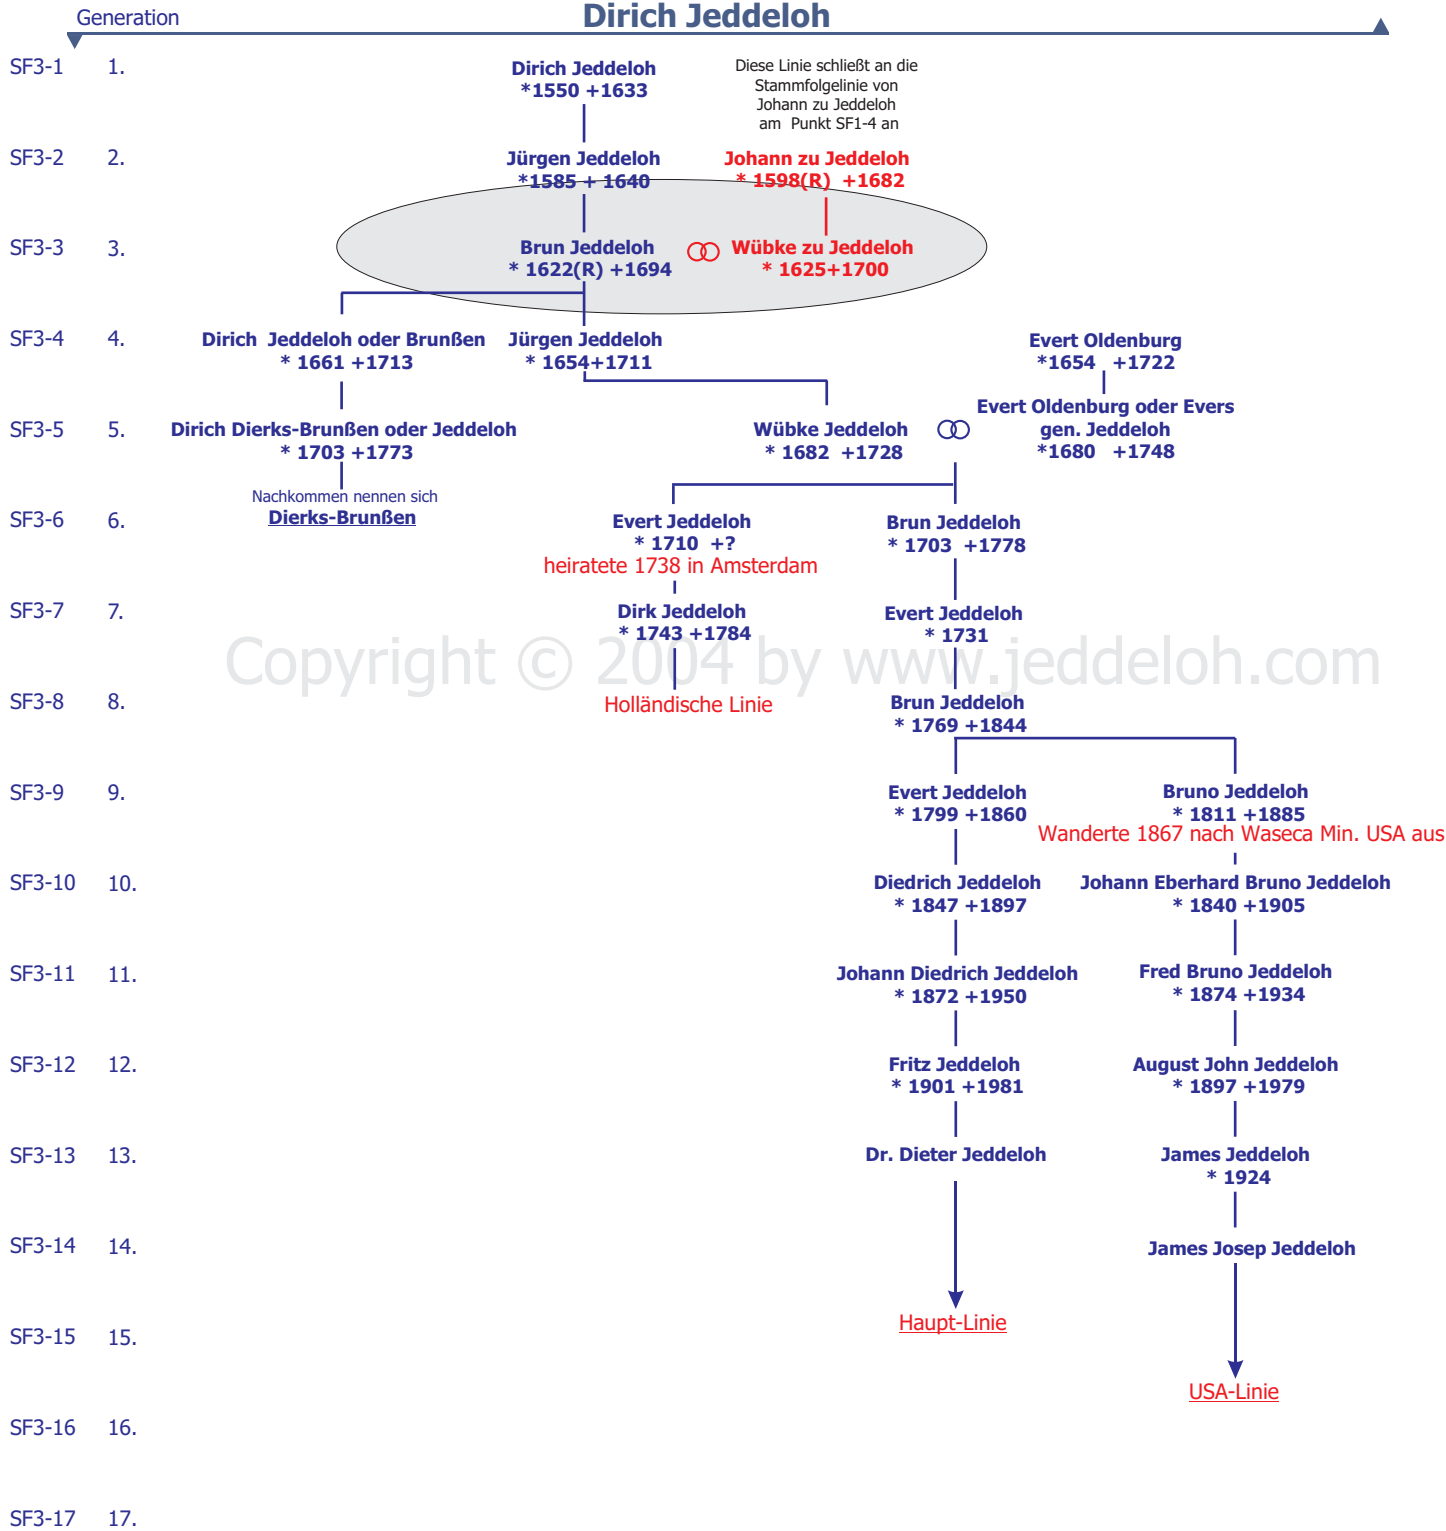 Dirich Jeddeloh
Generation
SF3-1 1.
Dirich Jeddeloh
*1550 +1633
Diese Linie schließt an die
Stammfolgelinie von
Johann zu Jeddeloh
am Punkt SF1-4 an
SF3-2 2.
Jürgen Jeddeloh
*1585 + 1640
Johann zu Jeddeloh
* 1598(R) +1682
SF3-3 3.
Brun Jeddeloh
* 1622(R) +1694
Wübke zu Jeddeloh
* 1625+1700
SF3-4 4.
Dirich Jeddeloh oder Brunßen
* 1661 +1713
Jürgen Jeddeloh
* 1654+1711
Evert Oldenburg
*1654 +1722
SF3-5 5.
Dirich Dierks-Brunßen oder Jeddeloh
* 1703 +1773
Wübke Jeddeloh
* 1682 +1728
Evert Oldenburg oder Evers
gen. Jeddeloh
*1680 +1748
Nachkommen nennen sich
Dierks-Brunßen
SF3-6 6.
Evert Jeddeloh
* 1710 +?
heiratete 1738 in Amsterdam
Brun Jeddeloh
* 1703 +1778
SF3-7 7.
Dirk Jeddeloh
* 1743 +1784
Evert Jeddeloh
* 1731
Copyright © 2004 by www.jeddeloh.com
SF3-8 8.
Holländische Linie
Brun Jeddeloh
* 1769 +1844
SF3-9 9.
Evert Jeddeloh
* 1799 +1860
Bruno Jeddeloh
* 1811 +1885
Wanderte 1867 nach Waseca Min. USA aus
SF3-10 10.
Diedrich Jeddeloh
* 1847 +1897
Johann Eberhard Bruno Jeddeloh
* 1840 +1905
SF3-11 11.
Johann Diedrich Jeddeloh
* 1872 +1950
Fred Bruno Jeddeloh
* 1874 +1934
SF3-12 12.
Fritz Jeddeloh
* 1901 +1981
August John Jeddeloh
* 1897 +1979
SF3-13 13.
Dr. Dieter Jeddeloh
James Jeddeloh
* 1924
SF3-14 14.
James Josep Jeddeloh
SF3-15 15.
Haupt-Linie
USA-Linie
SF3-16 16.
SF3-17 17.